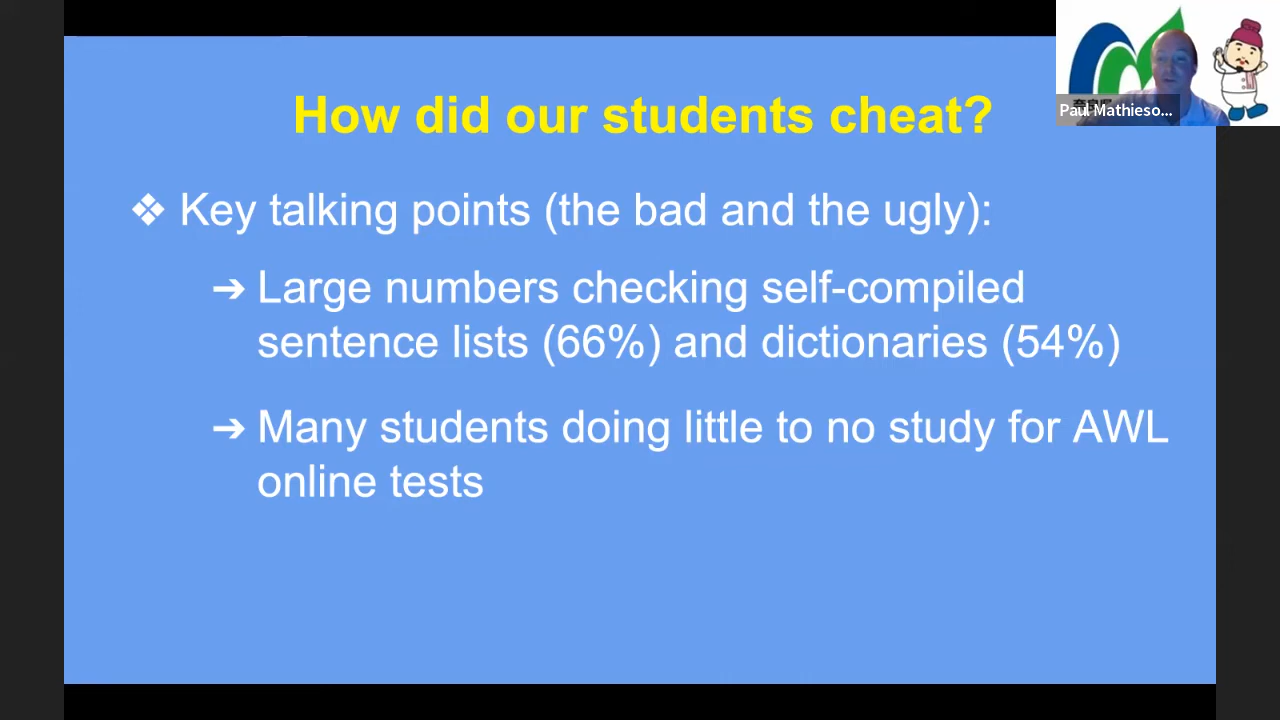 How did our students cheat?
❖ Key talking points (the bad and the ugly):
➔ Large numbers checking self-compiled
sentence lists (66%) and dictionaries (54%)
➔ Many students doing little to no study for AWL
online tests
Paul Mathieso...